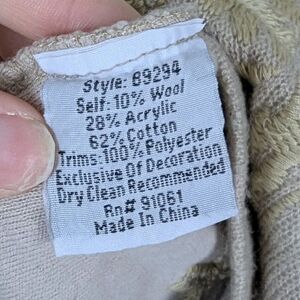 Style: B9294
Self: 10% Wool
28% Acrylic
62% Cotton
Trims: 100% Polyester
Exclusive Of Decoration
Dry Clean Recommended
Rn# 91061
Made In China